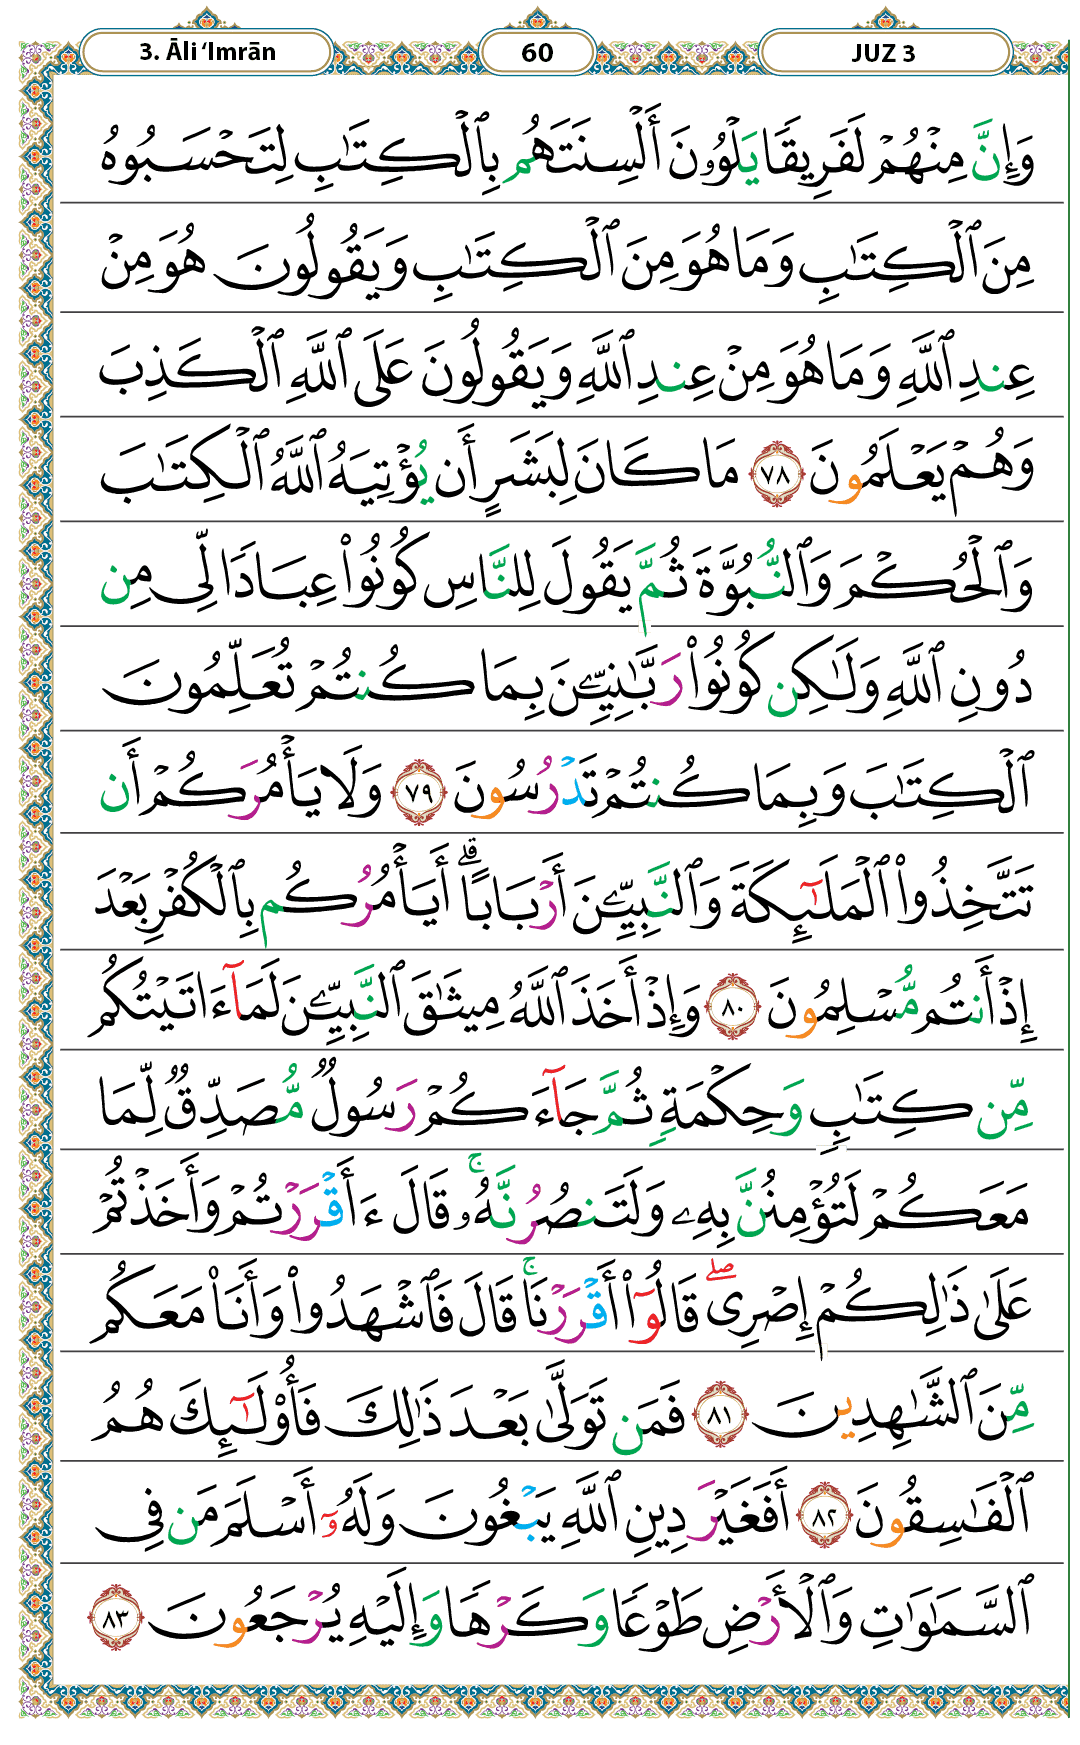 3. Āli ‘Imrān
60
JUZ 3
وَإِنَّ مِنْهُمْ لَفَرِيقًا يَلْوُۥنَ أَلْسِنَتَهُم بِٱلْكِتَٰبِ لِتَحْسَبُوهُ
مِنَ ٱلْكِتَٰبِ وَمَا هُوَ مِنَ ٱلْكِتَٰبِ وَيَقُولُونَ هُوَ مِنْ
عِندِ ٱللَّهِ وَمَا هُوَ مِنْ عِندِ ٱللَّهِ وَيَقُولُونَ عَلَى ٱللَّهِ ٱلْكَذِبَ
وَهُمْ يَعْلَمُونَ ٧٨ مَا كَانَ لِبَشَرٍ أَن يُؤْتِيَهُ ٱللَّهُ ٱلْكِتَٰبَ
وَٱلْحُكْمَ وَٱلنُّبُوَّةَ ثُمَّ يَقُولَ لِلنَّاسِ كُونُوا۟ عِبَادًا لِّى مِن
دُونِ ٱللَّهِ وَلَٰكِن كُونُوا۟ رَبَّٰنِيِّۦنَ بِمَا كُنتُمْ تُعَلِّمُونَ
ٱلْكِتَٰبَ وَبِمَا كُنتُمْ تَدْرُسُونَ ٧٩ وَلَا يَأْمُرَكُمْ أَن
تَتَّخِذُوا۟ ٱلْمَلَٰٓئِكَةَ وَٱلنَّبِيِّۦنَ أَرْبَابًا ۗ أَيَأْمُرُكُم بِٱلْكُفْرِ بَعْدَ
إِذْ أَنتُم مُّسْلِمُونَ ٨٠ وَإِذْ أَخَذَ ٱللَّهُ مِيثَٰقَ ٱلنَّبِيِّۦنَ لَمَآ ءَاتَيْتُكُم
مِّن كِتَٰبٍ وَحِكْمَةٍ ثُمَّ جَآءَكُمْ رَسُولٌ مُّصَدِّقٌ لِّمَا
مَعَكُمْ لَتُؤْمِنُنَّ بِهِۦ وَلَتَنصُرُنَّهُۥ ۚ قَالَ ءَأَقْرَرْتُمْ وَأَخَذْتُمْ
عَلَىٰ ذَٰلِكُمْ إِصْرِى ۖ قَالُوٓا۟ أَقْرَرْنَا ۚ قَالَ فَٱشْهَدُوا۟ وَأَنَا۠ مَعَكُم
مِّنَ ٱلشَّٰهِدِينَ ٨١ فَمَن تَوَلَّىٰ بَعْدَ ذَٰلِكَ فَأُو۟لَٰٓئِكَ هُمُ
ٱلْفَٰسِقُونَ ٨٢ أَفَغَيْرَ دِينِ ٱللَّهِ يَبْغُونَ وَلَهُۥٓ أَسْلَمَ مَن فِى
ٱلسَّمَٰوَٰتِ وَٱلْأَرْضِ طَوْعًا وَكَرْهًا وَإِلَيْهِ يُرْجَعُونَ ٨٣